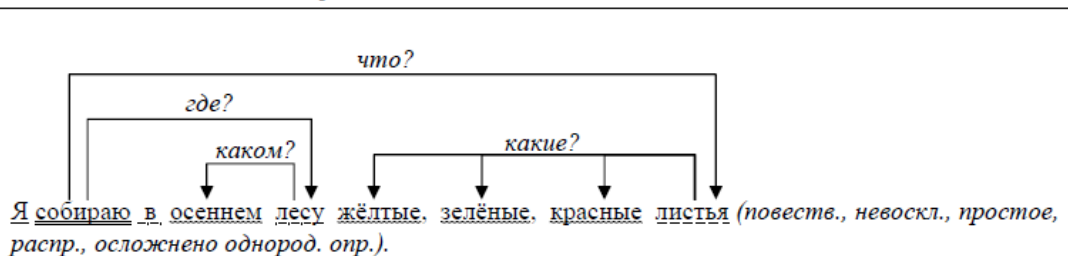 что?
где?
каком?
какие?
Я собираю в осеннем лесу жёлтые, зелёные, красные листья (повеств., невоскл., простое,
распр., осложнено однород. опр.).